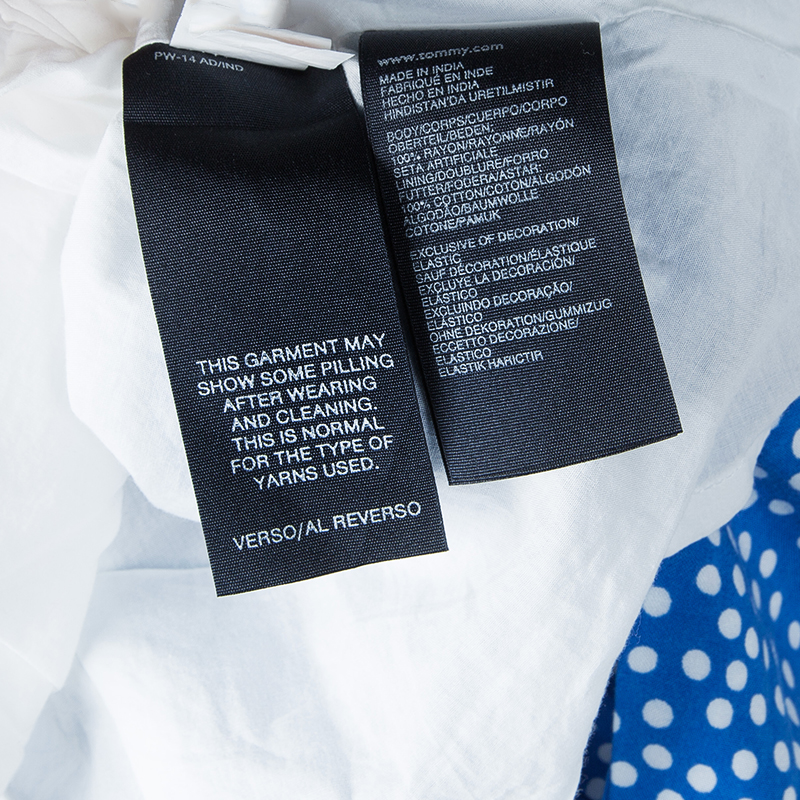 PW-14 AD/IND
THIS GARMENT MAY
SHOW SOME PILLING
AFTER WEARING
AND CLEANING.
THIS IS NORMAL
FOR THE TYPE OF
YARNS USED.
VERSO/AL REVERSO
www.tommy.com
MADE IN INDIA
FABRIQUÉ EN INDE
HECHO EN INDIA
HINDISTAN'DA URETILMISTIR
BODY/CORPS/CUERPO/CORPO
OBERTEIL/BEDEN:
100% RAYON/RAYONNE/RAYÓN
SETA ARTIFICIALE
LINING/DOUBLURE/FORRO
FUTTER/FODERA/ASTAR:
100% COTTON/COTON/ALGODÓN
ALGODÃO/BAUMWOLLE
COTONE/PAMUK
EXCLUSIVE OF DECORATION/
ELASTIC
SAUF DÉCORATION/ÉLASTIQUE
EXCLUYE LA DECORACIÓN/
ELÁSTICO
EXCLUINDO DECORAÇÃO/
ELÁSTICO
OHNE DEKORATION/GUMMIZUG
ECCETTO DECORAZIONE/
ELASTICO
ELASTIK HARICTIR